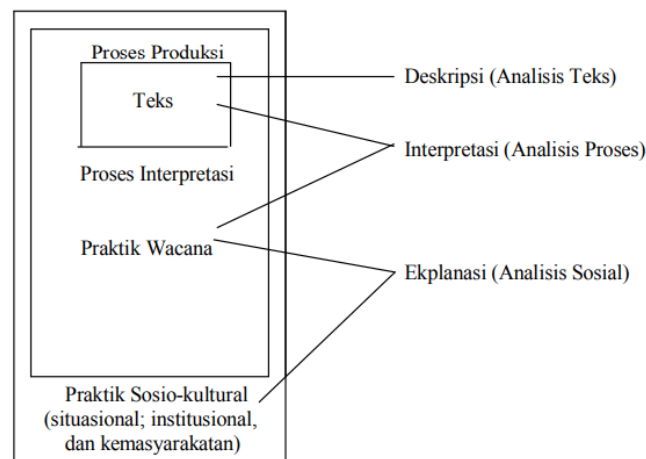 Proses Produksi
Teks
Proses Interpretasi
Praktik Wacana
Praktik Sosio-kultural
(situasional; institusional,
dan kemasyarakatan)
Deskripsi (Analisis Teks)
Interpretasi (Analisis Proses)
Ekplanasi (Analisis Sosial)